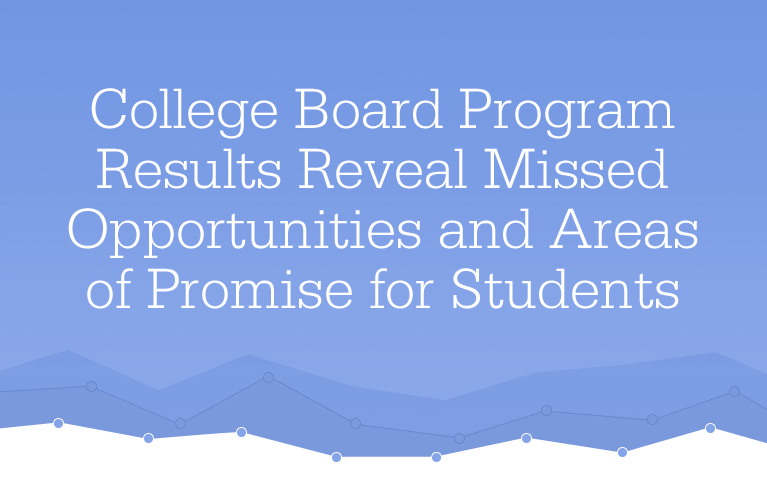 College Board Program
Results Reveal Missed
Opportunities and Areas
of Promise for Students